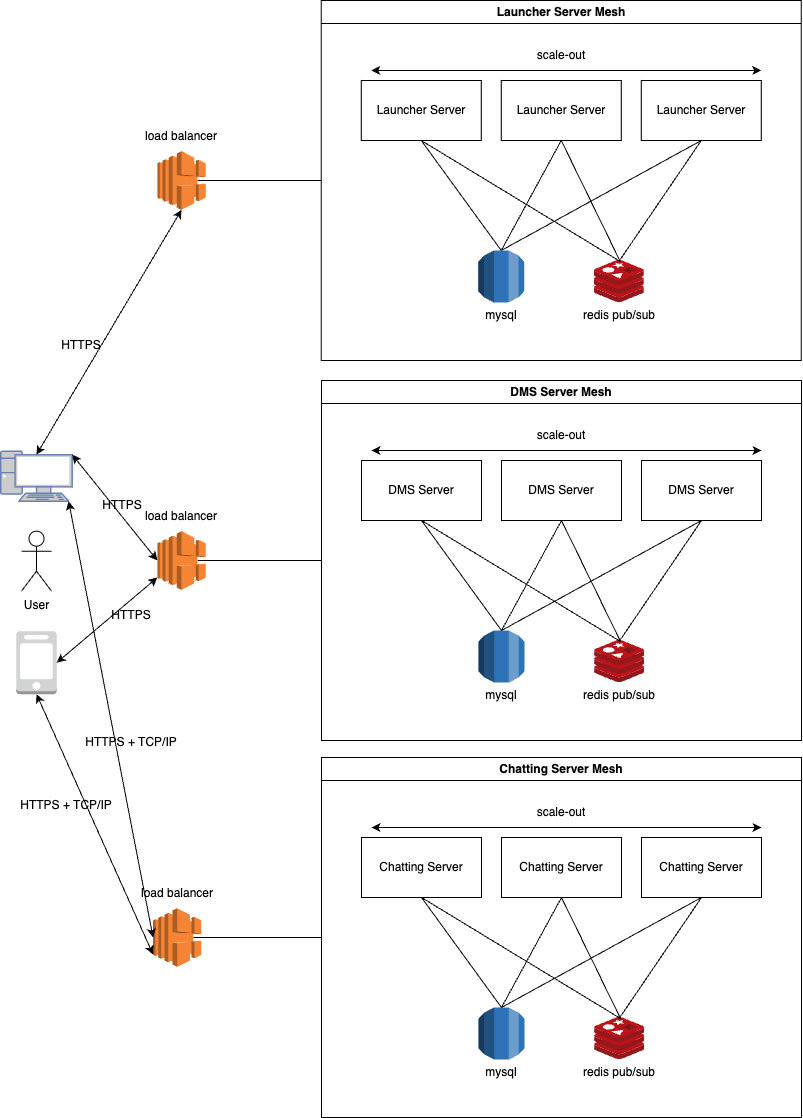 Launcher Server Mesh
scale-out
Launcher Server
Launcher Server
Launcher Server
load balancer
mysql
redis pub/sub
HTTPS
DMS Server Mesh
scale-out
DMS Server
DMS Server
DMS Server
HTTPS
load balancer
User
HTTPS
mysql
redis pub/sub
HTTPS + TCP/IP
Chatting Server Mesh
HTTPS + TCP/IP
scale-out
Chatting Server
Chatting Server
Chatting Server
load balancer
mysql
redis pub/sub